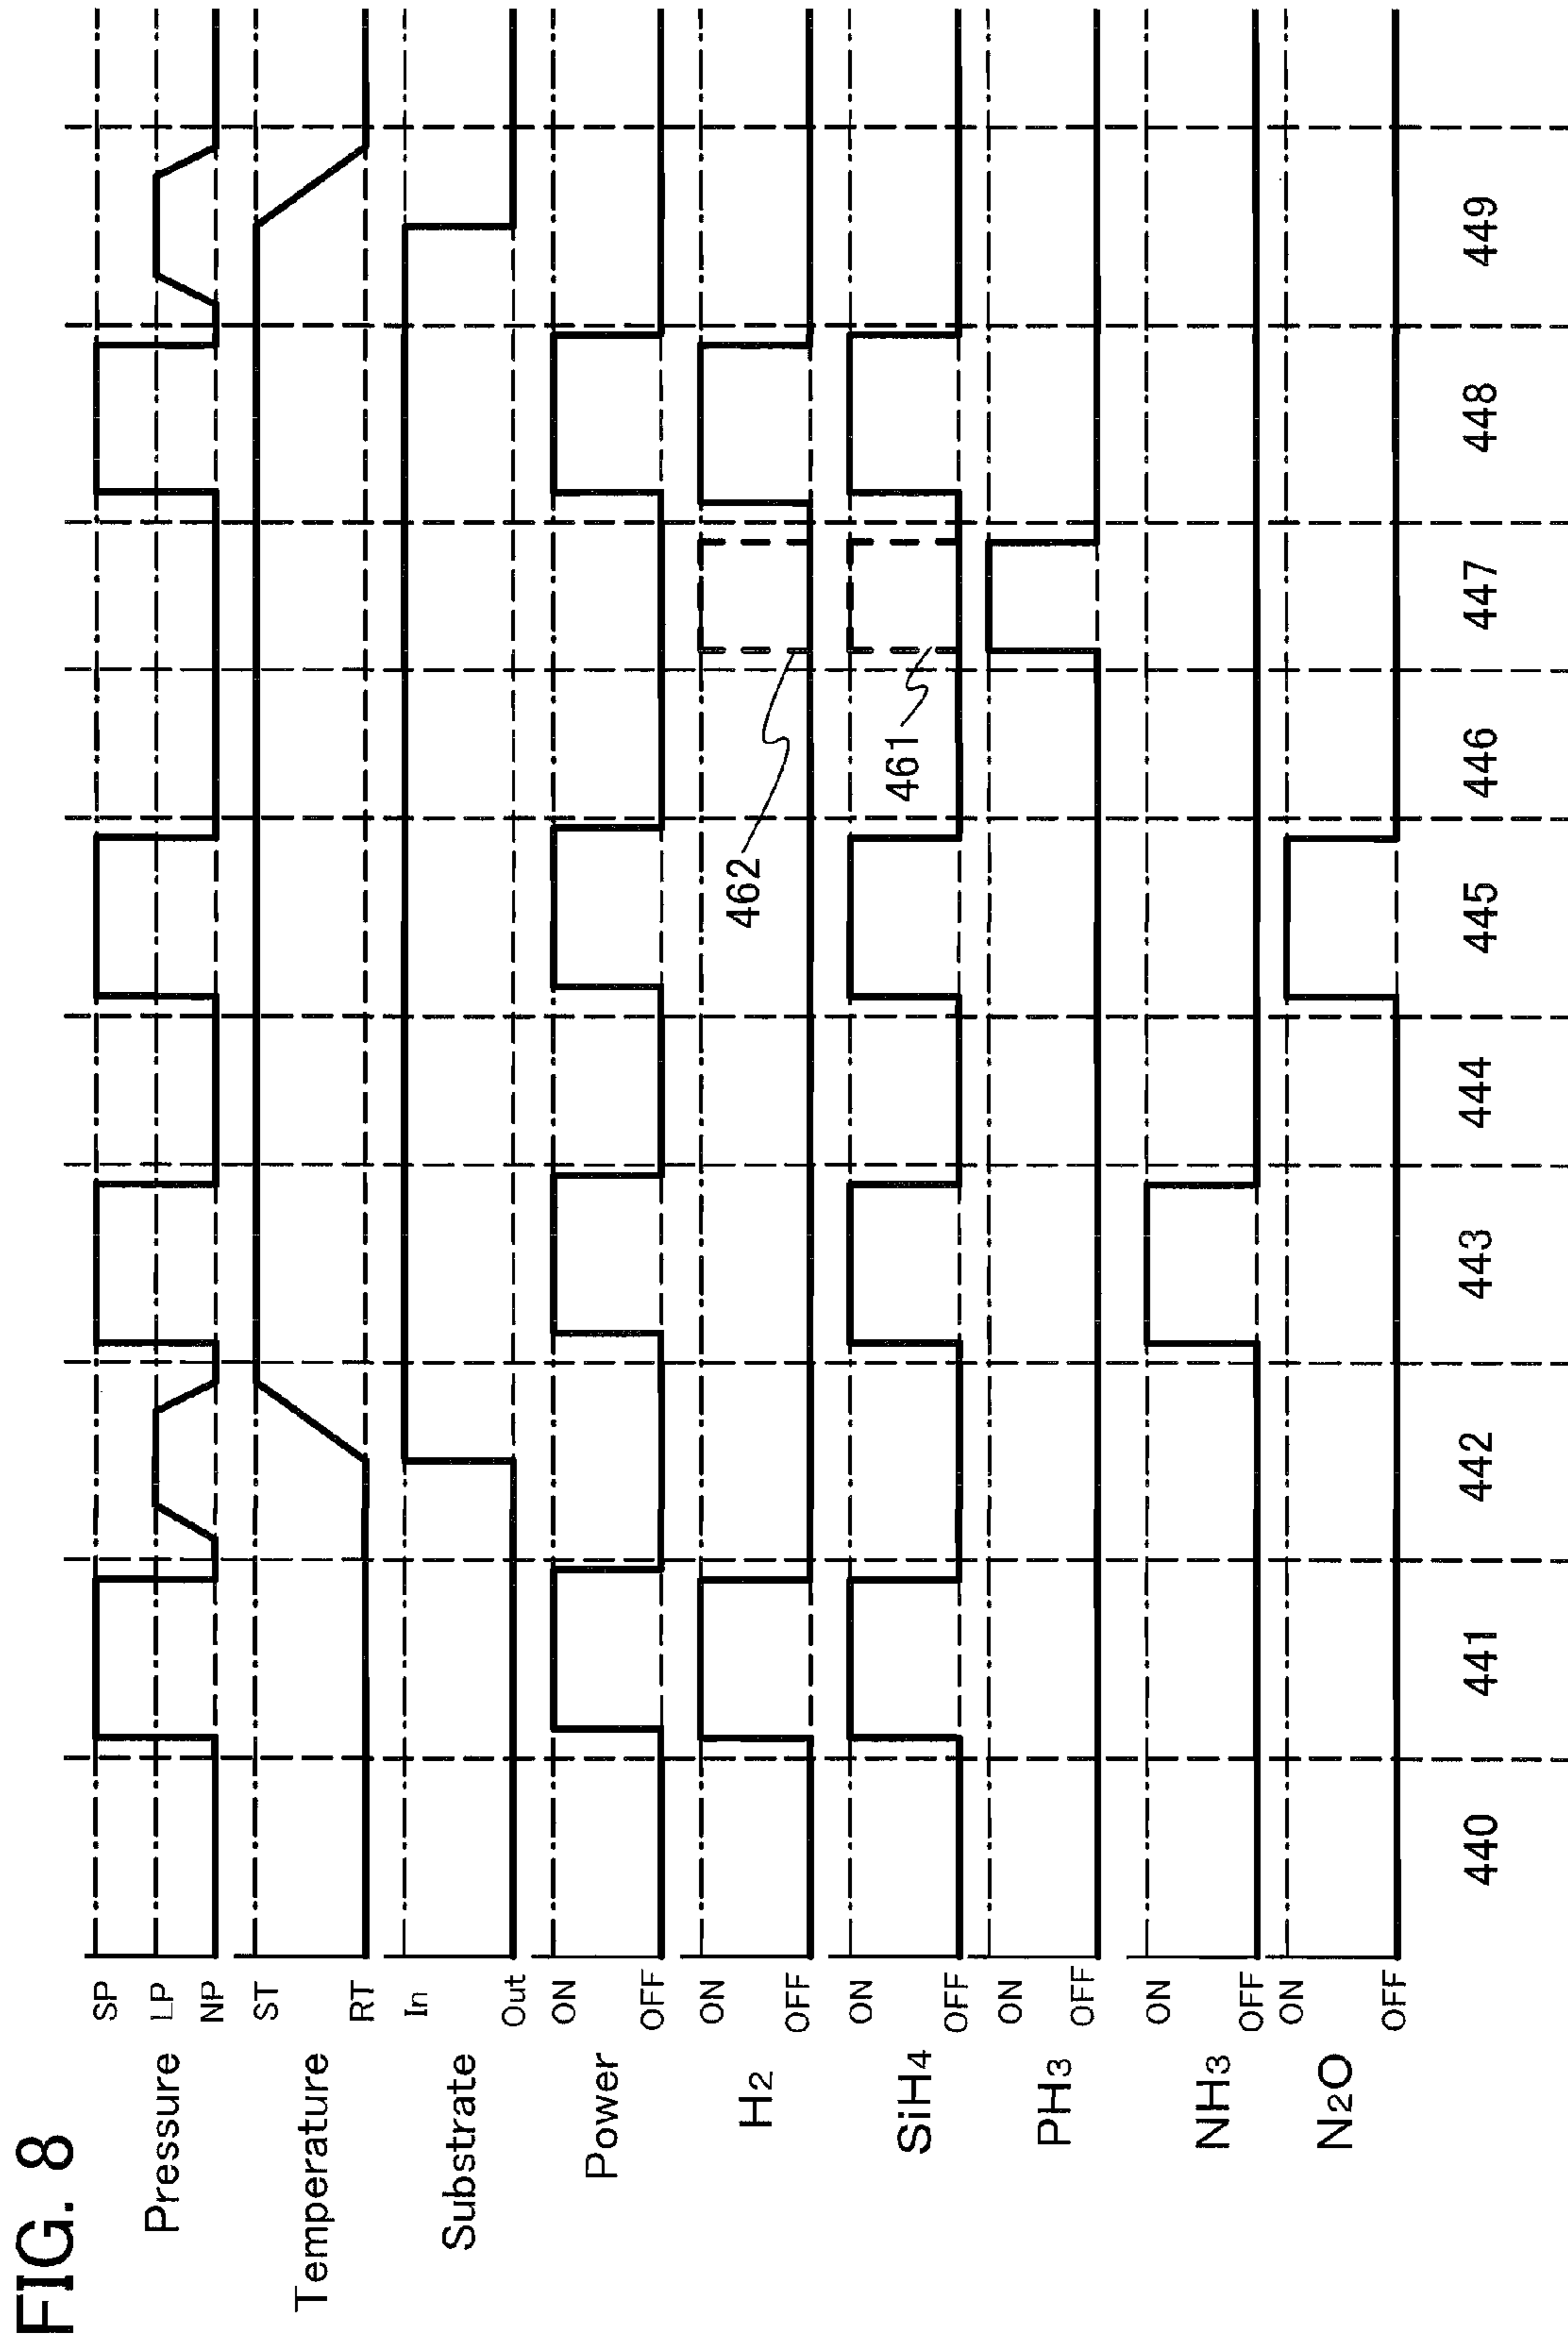 FIG. 8
Pressure
SP
LP
NP
Temperature
ST
RT
Substrate
In
Out
Power
ON
OFF
H2
ON
OFF
SiH4
ON
OFF
PH3
ON
OFF
NH3
ON
OFF
N2O
ON
OFF
462
461
440
441
442
443
444
445
446
447
448
449